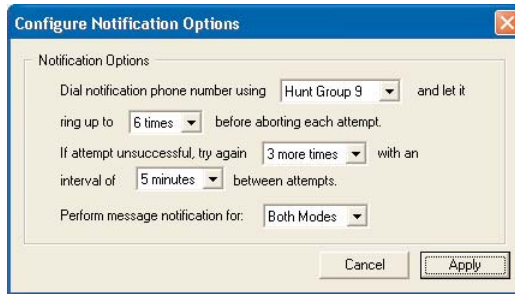 Configure Notification Options
Notification Options
Dial notification phone number using Hunt Group 9 and let it
ring up to 6 times before aborting each attempt.
If attempt unsuccessful, try again 3 more times with an
interval of 5 minutes between attempts.
Perform message notification for: Both Modes
Cancel Apply